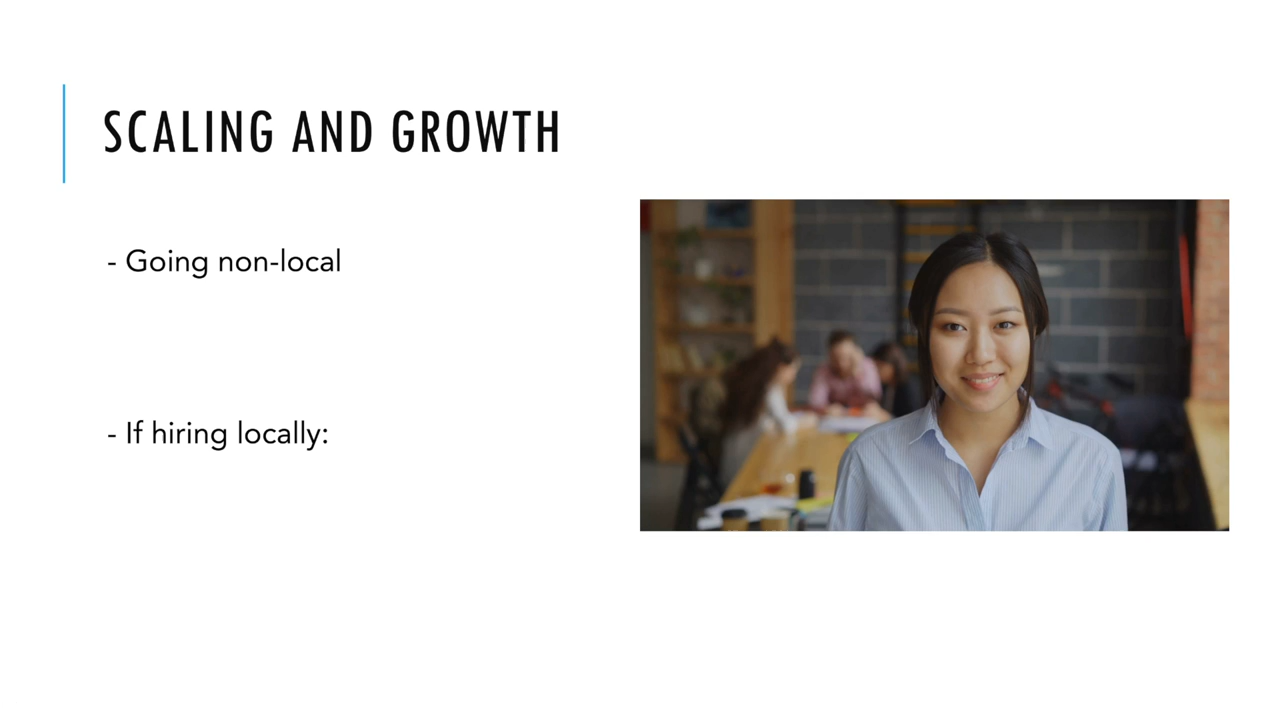 SCALING AND GROWTH
- Going non-local
- If hiring locally: